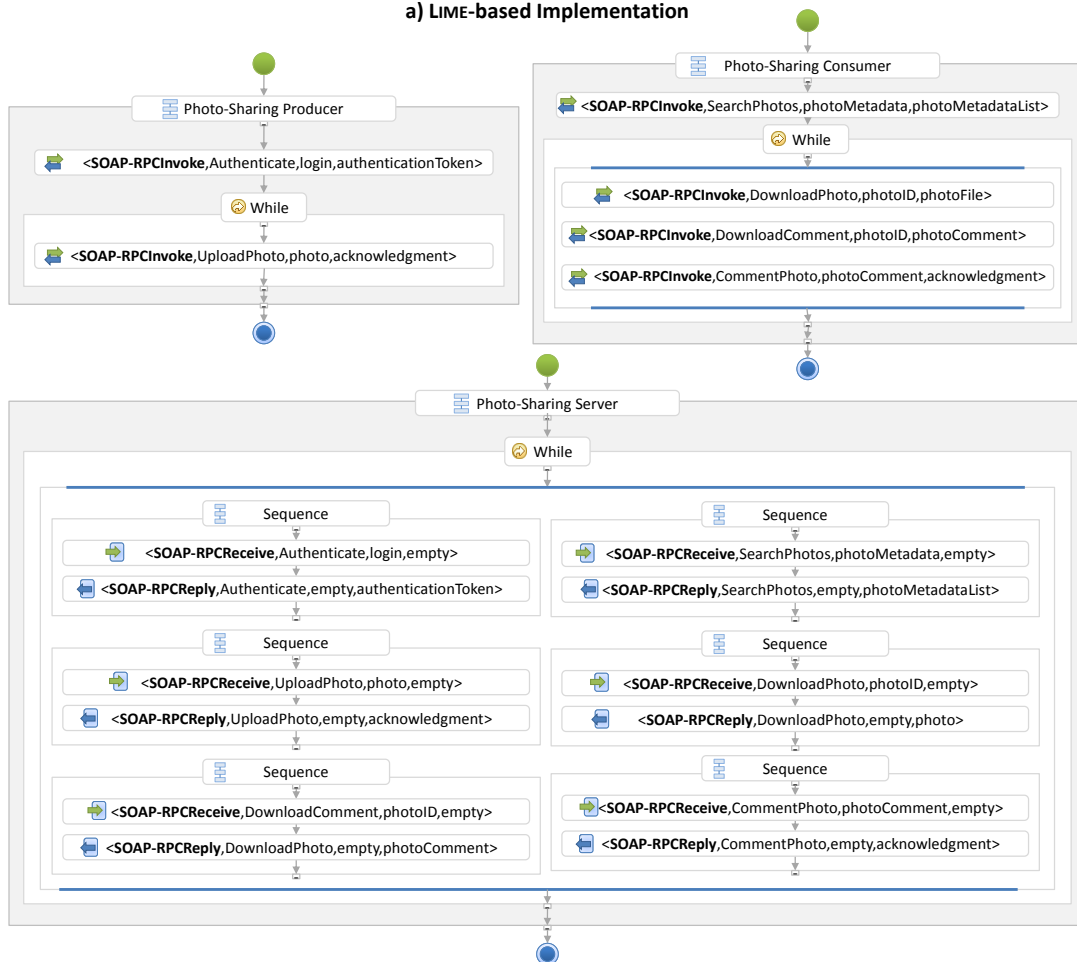 a) LIME-based Implementation
Photo-Sharing Producer
<SOAP-RPCInvoke,Authenticate,login,authenticationToken>
While
<SOAP-RPCInvoke,UploadPhoto,photo,acknowledgment>
Photo-Sharing Consumer
<SOAP-RPCInvoke,SearchPhotos,photoMetadata,photoMetadataList>
While
<SOAP-RPCInvoke,DownloadPhoto,photoID,photoFile>
<SOAP-RPCInvoke,DownloadComment,photoID,photoComment>
<SOAP-RPCInvoke,CommentPhoto,photoComment,acknowledgment>
Photo-Sharing Server
While
Sequence
<SOAP-RPCReceive,Authenticate,login,empty>
<SOAP-RPCReply,Authenticate,empty,authenticationToken>
Sequence
<SOAP-RPCReceive,SearchPhotos,photoMetadata,empty>
<SOAP-RPCReply,SearchPhotos,empty,photoMetadataList>
Sequence
<SOAP-RPCReceive,UploadPhoto,photo,empty>
<SOAP-RPCReply,UploadPhoto,empty,acknowledgment>
Sequence
<SOAP-RPCReceive,DownloadPhoto,photoID,empty>
<SOAP-RPCReply,DownloadPhoto,empty,photo>
Sequence
<SOAP-RPCReceive,DownloadComment,photoID,empty>
<SOAP-RPCReply,DownloadPhoto,empty,photoComment>
Sequence
<SOAP-RPCReceive,CommentPhoto,photoComment,empty>
<SOAP-RPCReply,CommentPhoto,empty,acknowledgment>